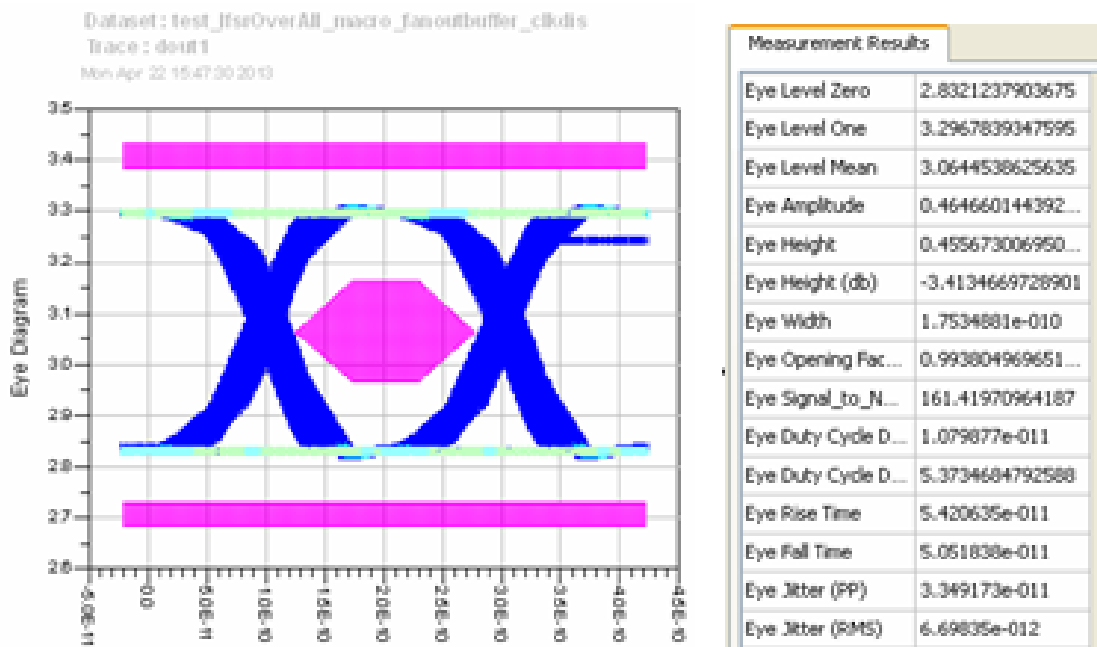 Dataset : test_lfsrOverAll_macro_fanoutbuffer_clkdis
Trace : dout1
Mon Apr 22 15:47:30 2013
Eye Diagram
3.5
3.4
3.3
3.2
3.1
3.0
2.9
2.8
2.7
2.6
-5.0E-11
0.0
5.0E-11
1.0E-10
1.5E-10
2.0E-10
2.5E-10
3.0E-10
3.5E-10
4.0E-10
4.5E-10
Measurement Results
Eye Level Zero 2.8321237903675
Eye Level One 3.2967839347595
Eye Level Mean 3.0644538625635
Eye Amplitude 0.464660144392...
Eye Height 0.455673006950...
Eye Height (db) -3.4134669728901
Eye Width 1.7534881e-010
Eye Opening Fac... 0.993804969651...
Eye Signal_to_N... 161.41970964187
Eye Duty Cycle D... 1.079877e-011
Eye Duty Cycle D... 5.3734684792588
Eye Rise Time 5.420635e-011
Eye Fall Time 5.051838e-011
Eye Jitter (PP) 3.349173e-011
Eye Jitter (RMS) 6.69835e-012